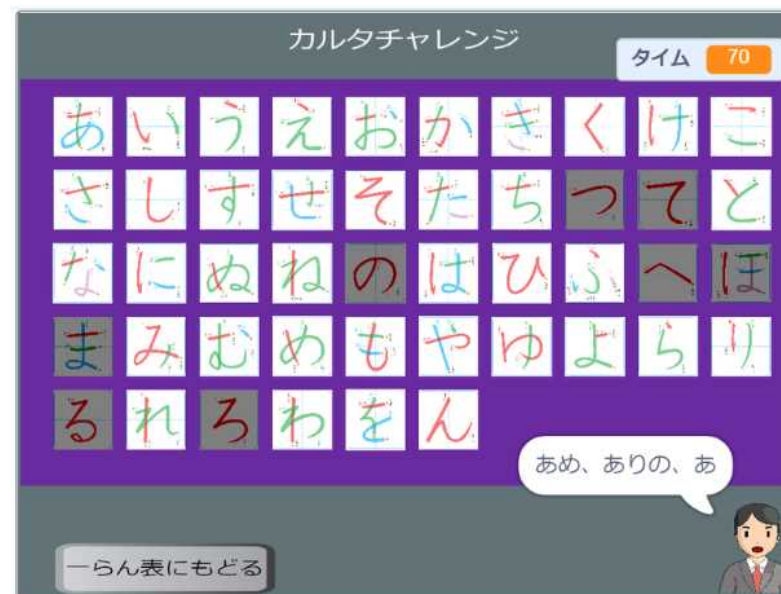 カルタチャレンジ
タイム 70
あ い う え お か き く け こ
さ し す せ そ た ち つ て と
な に ぬ ね の は ひ ふ へ ほ
ま み む め も や ゆ よ ら り
る れ ろ わ を ん
あめ、ありの、あ
一らん表にもどる